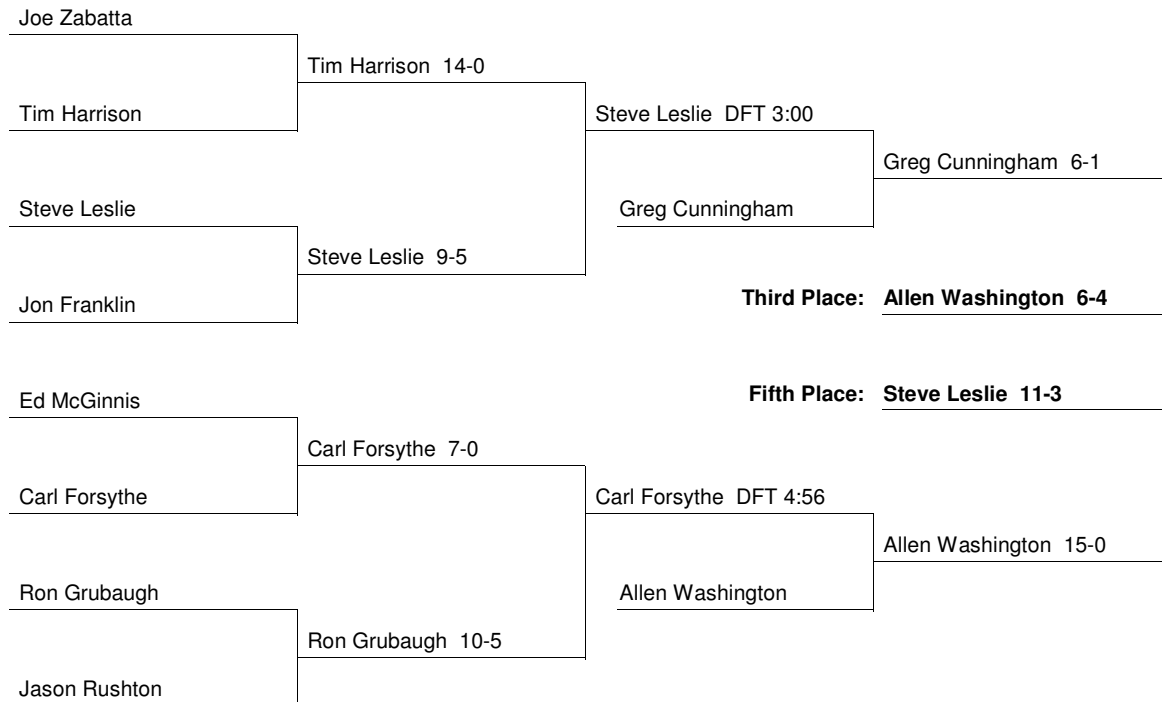 Joe Zabatta
Tim Harrison 14-0
Tim Harrison
Steve Leslie DFT 3:00
Greg Cunningham 6-1
Steve Leslie
Greg Cunningham
Steve Leslie 9-5
Jon Franklin
Third Place: Allen Washington 6-4
Ed McGinnis
Fifth Place: Steve Leslie 11-3
Carl Forsythe 7-0
Carl Forsythe
Carl Forsythe DFT 4:56
Allen Washington 15-0
Ron Grubaugh
Allen Washington
Ron Grubaugh 10-5
Jason Rushton